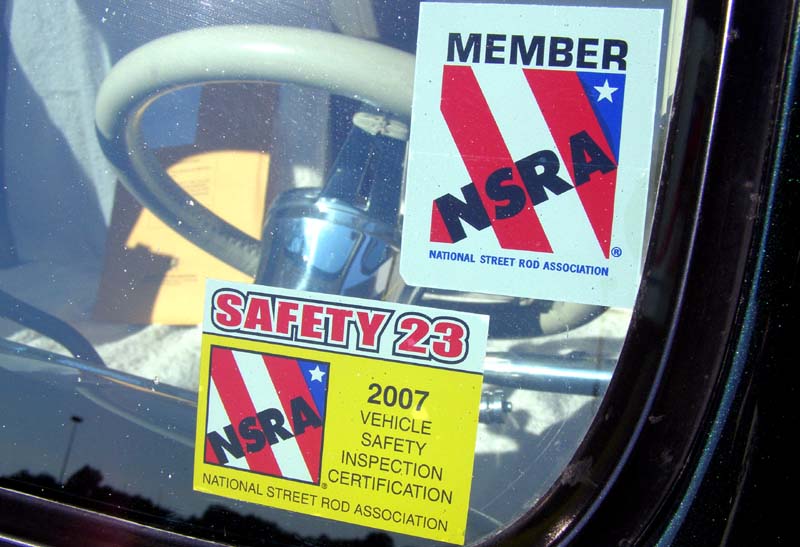 MEMBER
NSRA
®
NATIONAL STREET ROD ASSOCIATION
SAFETY 23
NSRA
®
2007
VEHICLE
SAFETY
INSPECTION
CERTIFICATION
NATIONAL STREET ROD ASSOCIATION